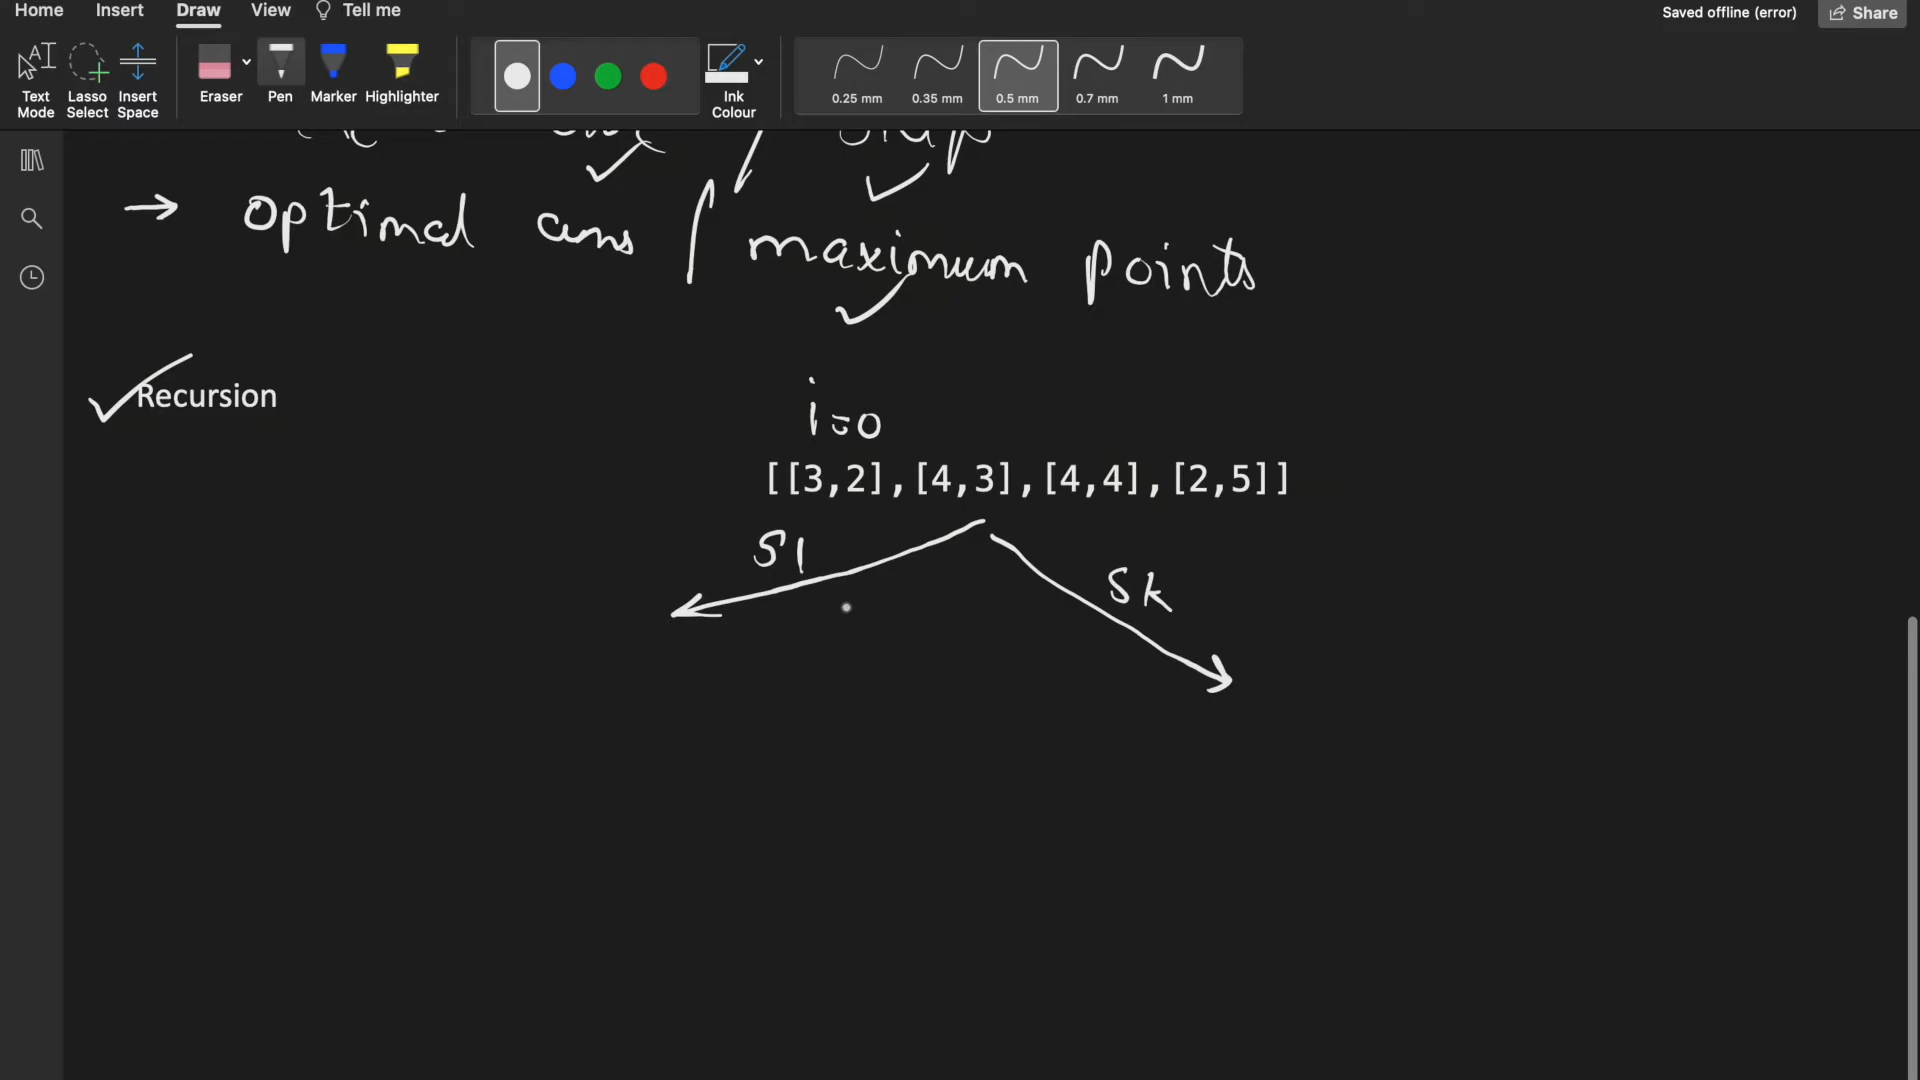 Home Insert Draw View Tell me Saved offline (error) Share
Text Mode Lasso Select Insert Space Eraser Pen Marker Highlighter Ink Colour 0.25 mm 0.35 mm 0.5 mm 0.7 mm 1 mm
→ Optimal ans / maximum points
Recursion
i=0
[[3,2],[4,3],[4,4],[2,5]]
Sl
Sk